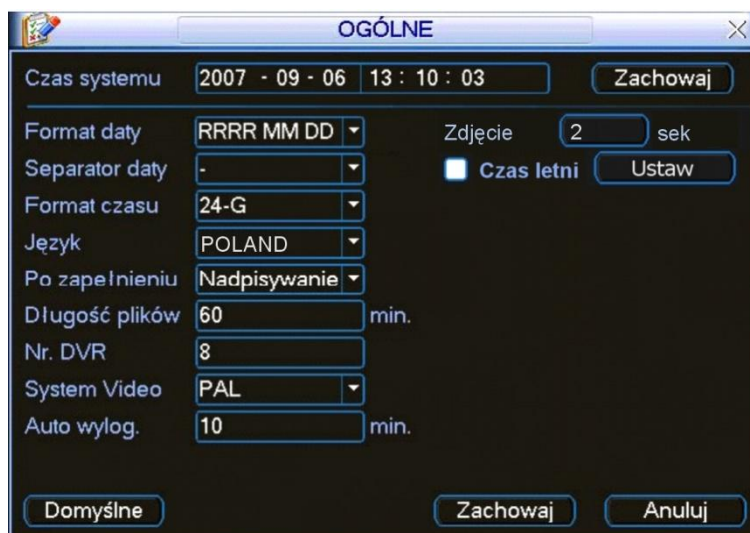 OGÓLNE
Czas systemu 2007 - 09 - 06 13 : 10 : 03 Zachowaj
Format daty RRRR MM DD Zdjęcie 2 sek
Separator daty - Czas letni Ustaw
Format czasu 24-G
Język POLAND
Po zapełnieniu Nadpisywanie
Długość plików 60 min.
Nr. DVR 8
System Video PAL
Auto wylog. 10 min.
Domyślne Zachowaj Anuluj